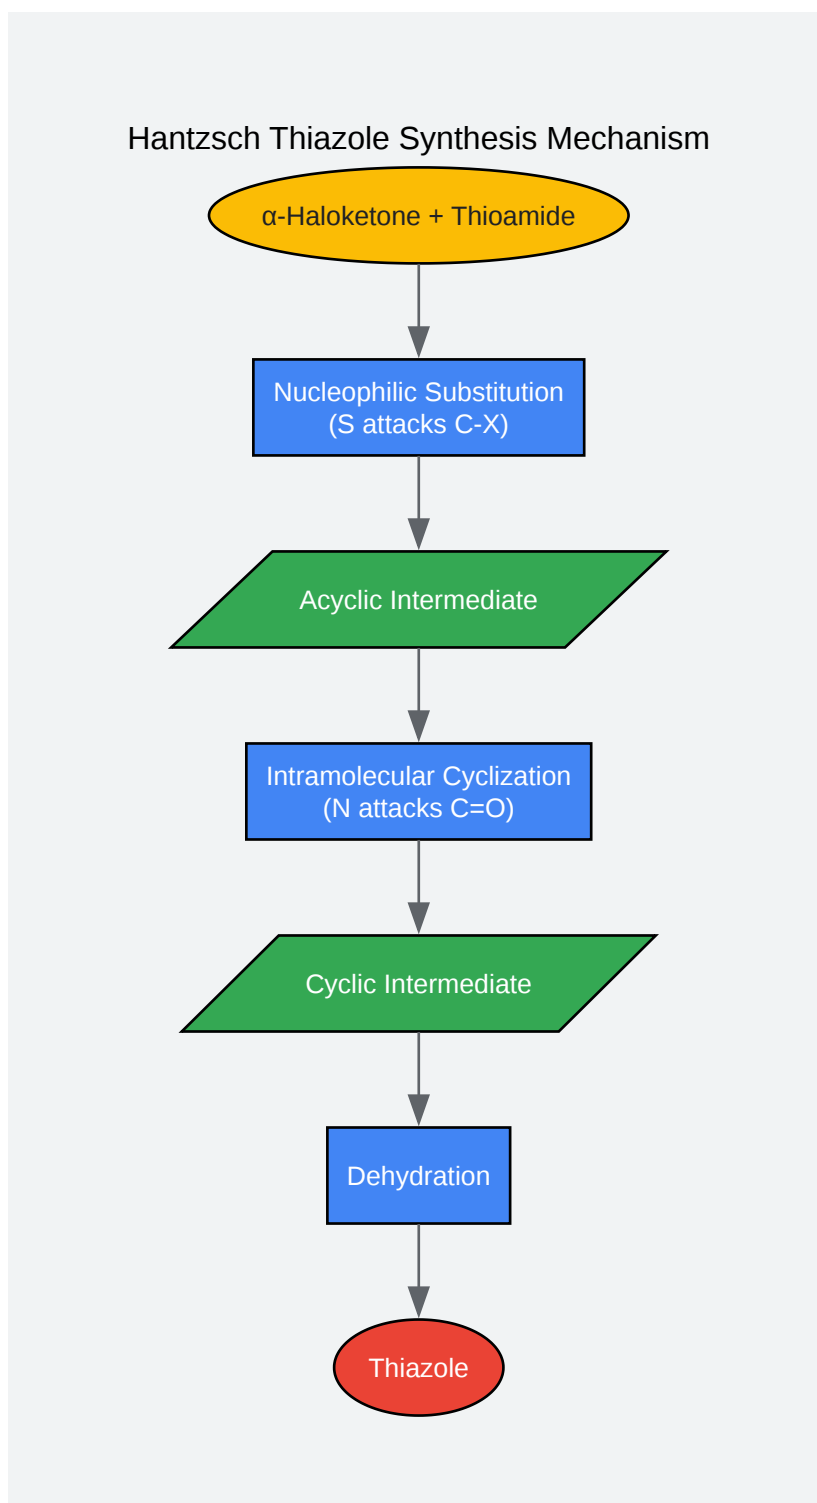 Hantzsch Thiazole Synthesis Mechanism
α-Haloketone + Thioamide
Nucleophilic Substitution
(S attacks C-X)
Acyclic Intermediate
Intramolecular Cyclization
(N attacks C=O)
Cyclic Intermediate
Dehydration
Thiazole